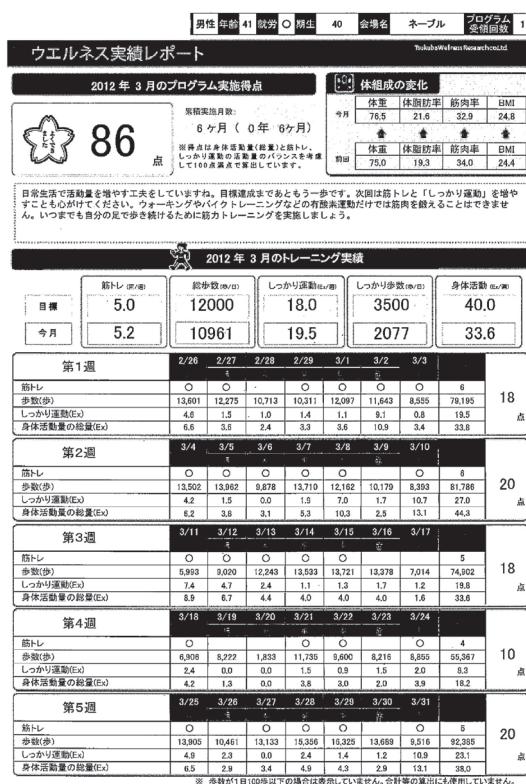 男性 年齢 41 就労 ○ 期生 40 会場名 ネーブル プログラム受領回数 1
ウエルネス実績レポート
Tsukuba Wellness Research co.,Ltd.
2012 年 3 月のプログラム実施得点
よくできました
86 点
累積実施月数:
6 ヶ月 ( 0 年 6ヶ月)
※得点は身体活動量(総量)と筋トレ、
しっかり運動の活動量のバランスを考慮
して100点満点で算出しています。
体組成の変化
体重 体脂肪率 筋肉率 BMI
今月 76.5 21.6 32.9 24.8
体重 体脂肪率 筋肉率 BMI
前回 75.0 19.3 34.0 24.4
日常生活で活動量を増やす工夫をしていますね。目標達成まであともう一歩です。次回は筋トレと「しっかり運動」を増や
すことも心がけてください。ウォーキングやバイクトレーニングなどの有酸素運動だけでは筋肉を鍛えることはできませ
ん。いつまでも自分の足で歩き続けるために筋力トレーニングを実施しましょう。
2012 年 3 月のトレーニング実績
筋トレ (回/週) 総歩数(歩/日) しっかり運動(Ex/週) しっかり歩数(歩/日) 身体活動 (Ex/週)
目標 5.0 12000 18.0 3500 40.0
今月 5.2 10961 19.5 2077 33.6
第1週 2/26 2/27 2/28 2/29 3/1 3/2 3/3
筋トレ ○ ○ - ○ ○ ○ ○ 6
歩数(歩) 13,601 12,275 10,713 10,311 12,097 11,643 8,555 79,195
しっかり運動(Ex) 4.6 1.5 1.0 1.4 1.1 9.1 0.8 19.5
身体活動量の総量(Ex) 6.6 3.6 2.4 3.3 3.6 10.9 3.4 33.8
18 点
第2週 3/4 3/5 3/6 3/7 3/8 3/9 3/10
筋トレ ○ ○ ○ ○ ○ ○ 6
歩数(歩) 13,502 13,962 9,878 13,710 12,162 10,179 8,393 81,786
しっかり運動(Ex) 4.2 1.5 0.0 1.9 7.0 1.7 10.7 27.0
身体活動量の総量(Ex) 6.2 3.8 3.1 5.3 10.3 2.5 13.1 44.3
20 点
第3週 3/11 3/12 3/13 3/14 3/15 3/16 3/17
筋トレ ○ ○ ○ ○ ○ 5
歩数(歩) 5,993 9,020 12,243 13,533 13,721 13,378 7,014 74,902
しっかり運動(Ex) 7.4 4.7 2.4 1.1 1.3 1.7 1.2 19.8
身体活動量の総量(Ex) 8.9 6.7 4.4 4.0 4.0 4.0 1.6 33.6
18 点
第4週 3/18 3/19 3/20 3/21 3/22 3/23 3/24
筋トレ ○ ○ ○ ○ 4
歩数(歩) 6,906 8,222 1,833 11,735 9,600 8,216 8,855 55,367
しっかり運動(Ex) 2.4 0.0 0.0 1.5 0.9 1.5 2.0 8.3
身体活動量の総量(Ex) 4.2 1.3 0.0 3.8 3.0 2.0 3.9 18.2
10 点
第5週 3/25 3/26 3/27 3/28 3/29 3/30 3/31
筋トレ ○ ○ ○ ○ ○ 5
歩数(歩) 13,905 10,461 13,133 15,356 16,325 13,689 9,516 92,385
しっかり運動(Ex) 4.9 2.3 0.0 2.4 1.4 1.2 10.9 23.1
身体活動量の総量(Ex) 6.5 2.9 3.4 4.9 4.3 2.9 13.1 38.0
20 点
※ 歩数が1日100歩以下の場合は表示していません。合計等の算出にも使用していません。